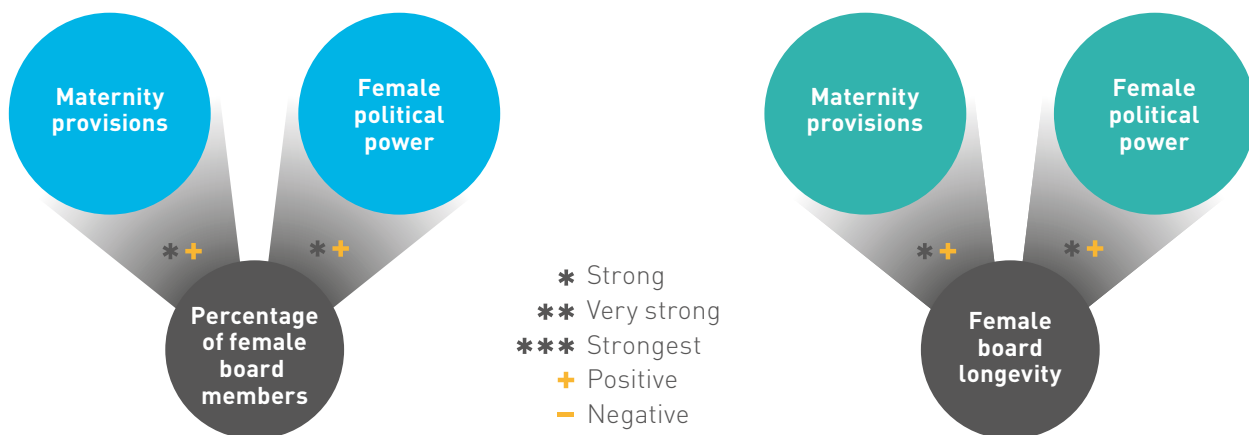 Maternity
provisions
Female
political
power
*+
*+
Percentage
of female
board
members
* Strong
** Very strong
*** Strongest
+ Positive
− Negative
Maternity
provisions
Female
political
power
*+
*+
Female
board
longevity